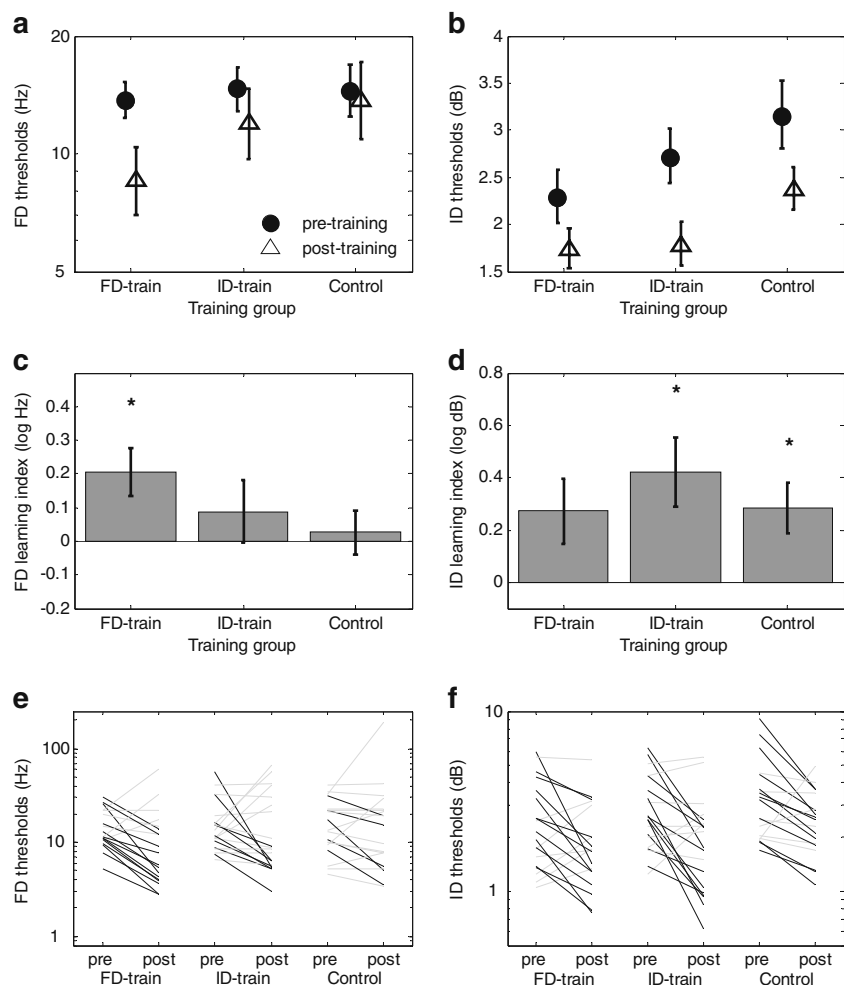 a
FD thresholds (Hz)
20
10
5
pre-training
post-training
FD-train ID-train Control
Training group
b
ID thresholds (dB)
4
3.5
3
2.5
2
1.5
FD-train ID-train Control
Training group
c
FD learning index (log Hz)
0.4
0.3
0.2
0.1
0
-0.1
-0.2
*
FD-train ID-train Control
Training group
d
ID learning index (log dB)
0.8
0.6
0.4
0.2
0
* *
FD-train ID-train Control
Training group
e
FD thresholds (Hz)
100
10
1
pre post pre post pre post
FD-train ID-train Control
f
ID thresholds (dB)
10
1
pre post pre post pre post
FD-train ID-train Control